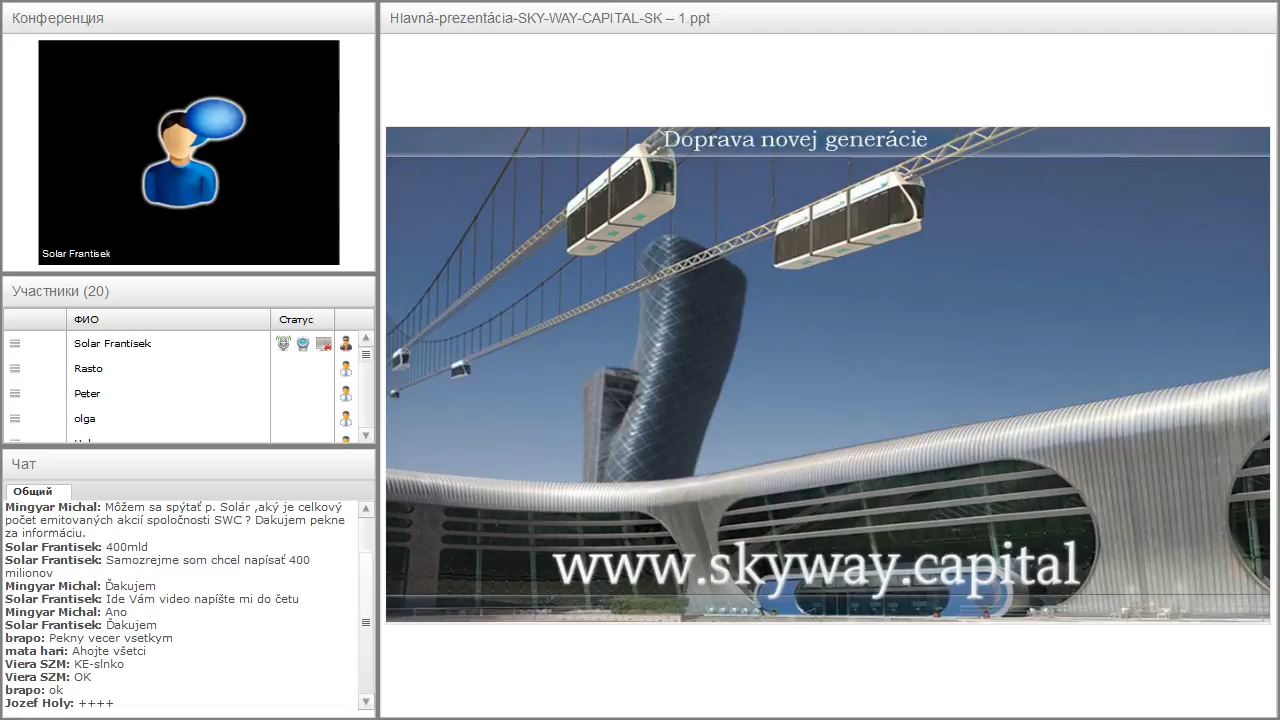 Конференция
Solar Frantisek
Участники (20)
ФИО
Статус
Solar Frantisek
Rasto
Peter
olga
Чат
Общий
Mingyar Michal: Môžem sa spýtať p. Solár ,aký je celkový
počet emitovaných akcií spoločnosti SWC ? Dakujem pekne
za informáciu.
Solar Frantisek: 400mld
Solar Frantisek: Samozrejme som chcel napísať 400
milionov
Mingyar Michal: Ďakujem
Solar Frantisek: Ide Vám video napíšte mi do četu
Mingyar Michal: Ano
Solar Frantisek: Ďakujem
brapo: Pekny vecer vsetkym
mata hari: Ahojte všetci
Viera SZM: KE-slnko
Viera SZM: OK
brapo: ok
Jozef Holy: ++++
Hlavná-prezentácia-SKY-WAY-CAPITAL-SK – 1.ppt
Doprava novej generácie
www.skyway.capital